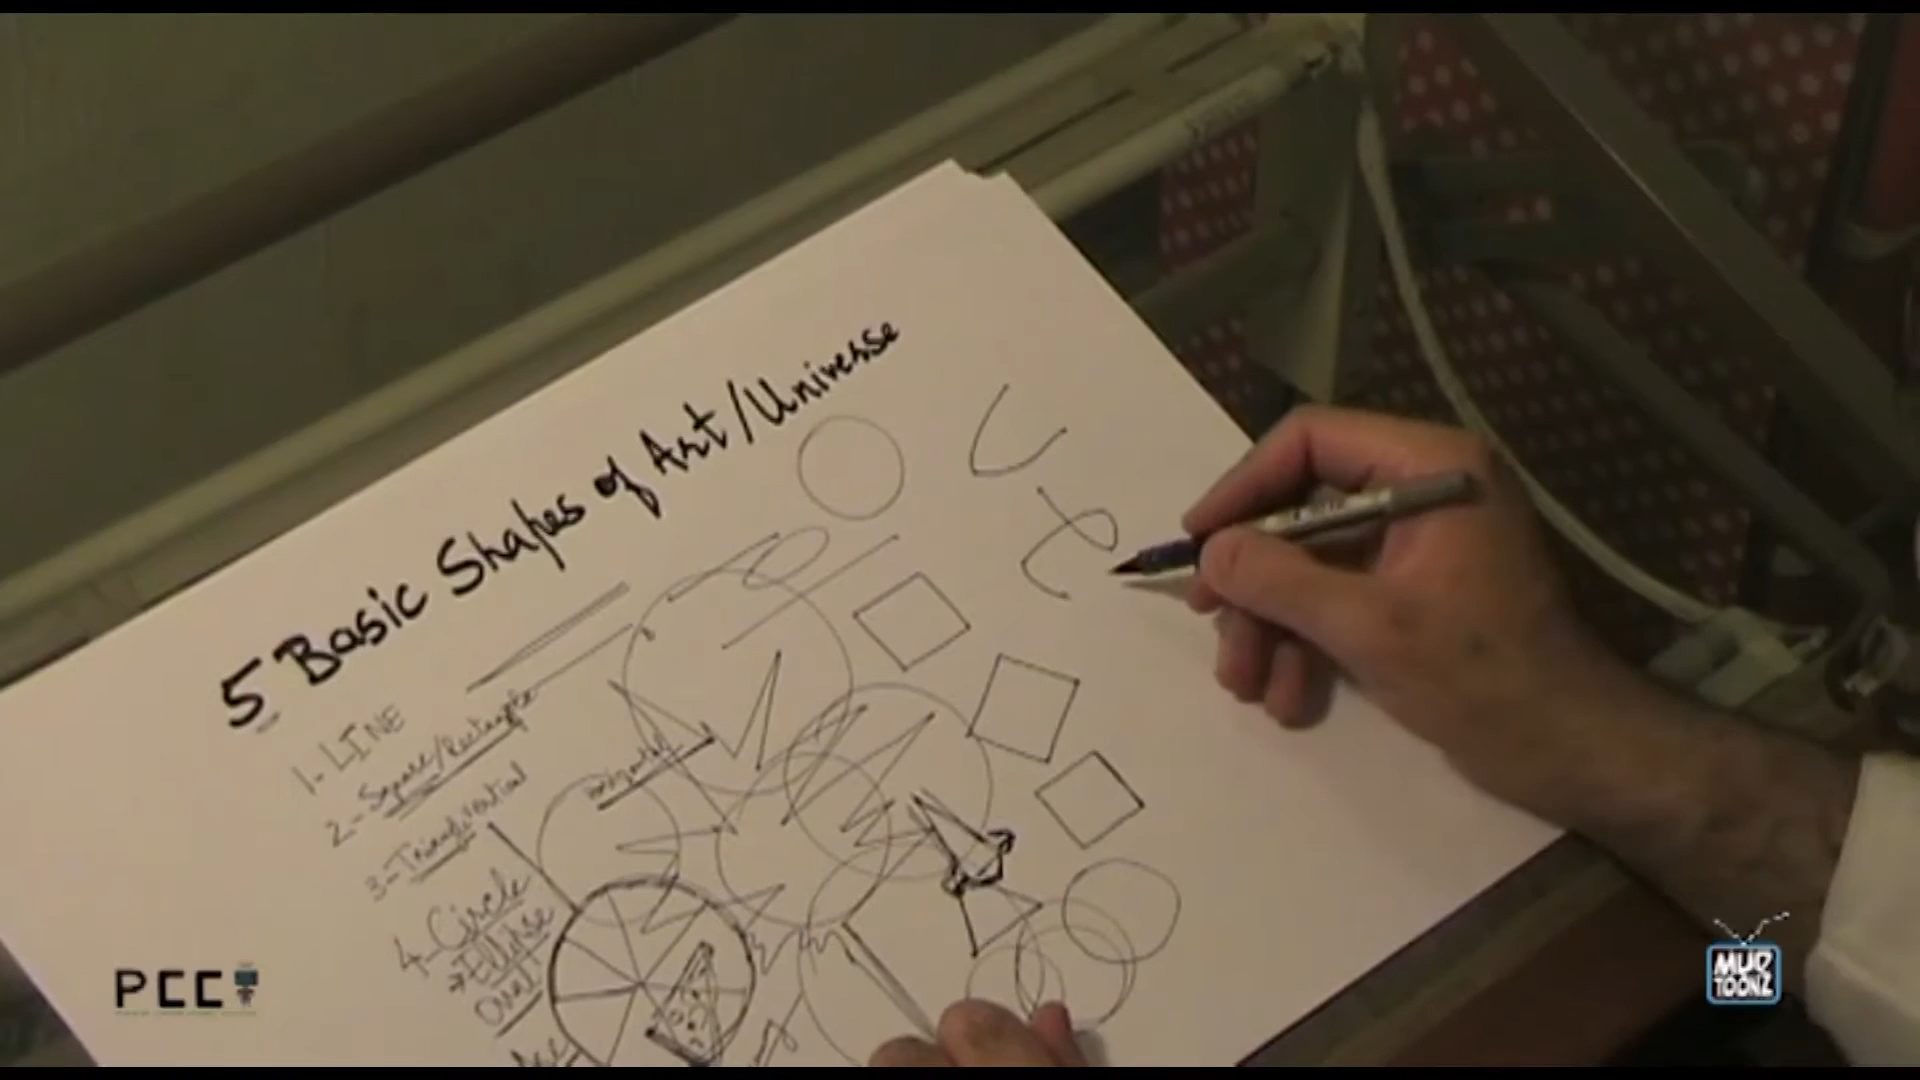 5 Basic Shapes of Art/Universe
1- LINE
2- Square/Rectangle
3- Triangle
4- Circle
→ Ellipse
Oval
PCC
MUD
TOONZ